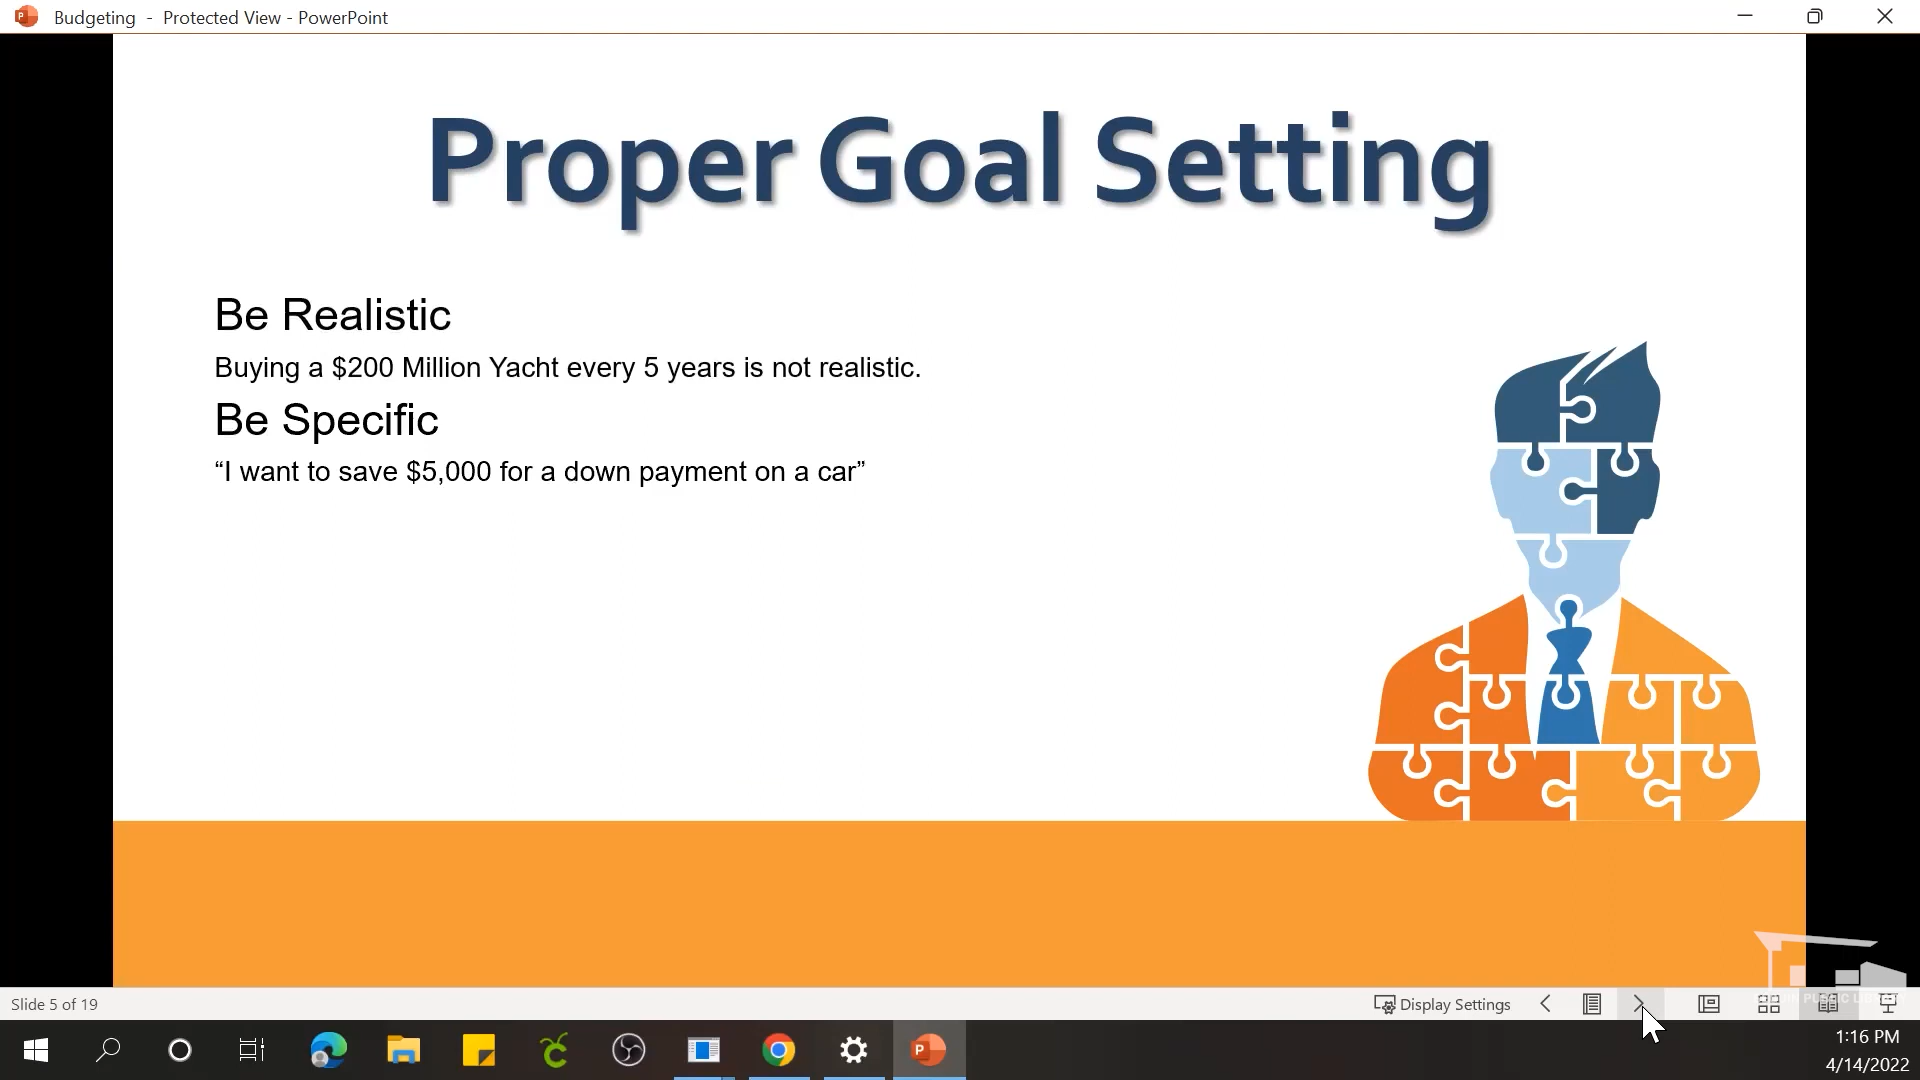 Budgeting - Protected View - PowerPoint
Proper Goal Setting
Be Realistic
Buying a $200 Million Yacht every 5 years is not realistic.
Be Specific
“I want to save $5,000 for a down payment on a car”
Slide 5 of 19
Display Settings
PUBLIC
1:16 PM
4/14/2022